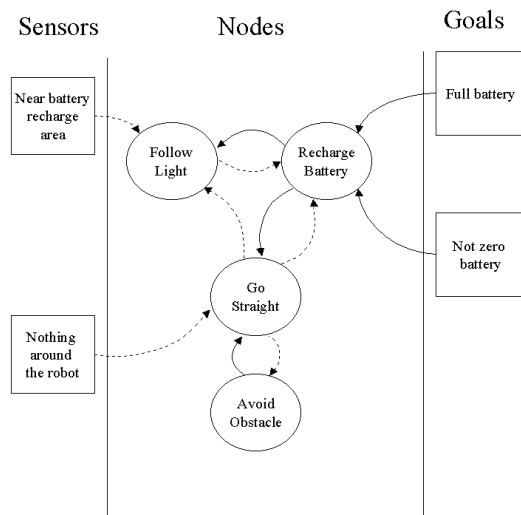 Sensors
Nodes
Goals
Near battery
recharge
area
Follow
Light
Recharge
Battery
Full battery
Not zero
battery
Go
Straight
Nothing
around
the robot
Avoid
Obstacle